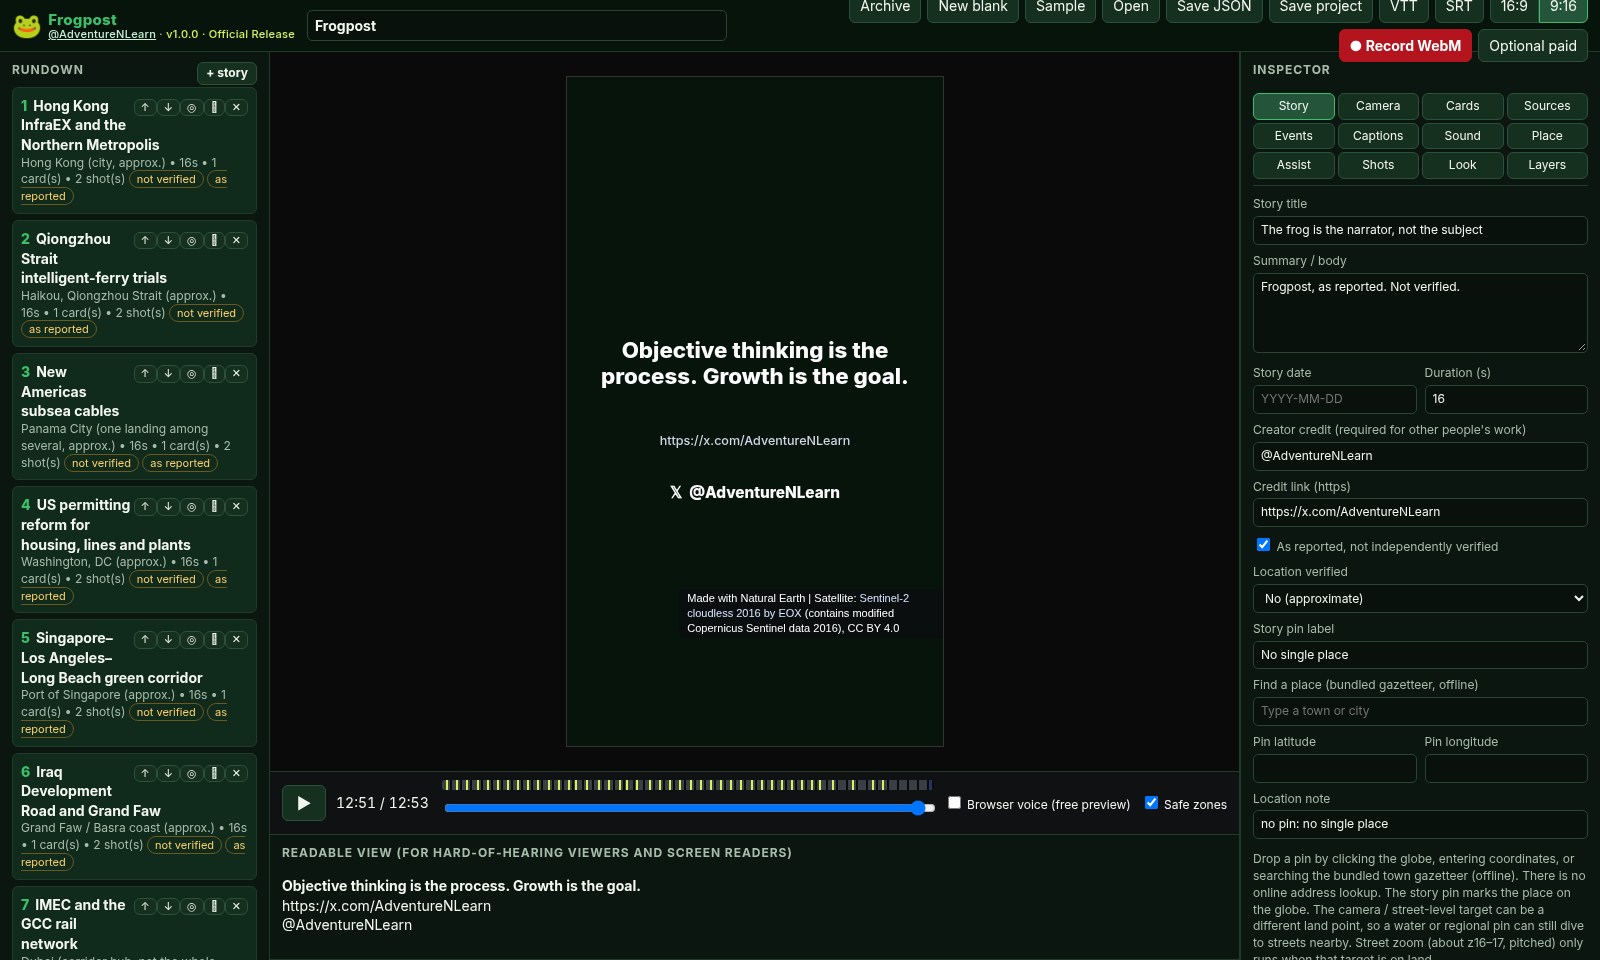 Frogpost
@AdventureNLearn · v1.0.0 · Official Release
Frogpost
Archive
New blank
Sample
Open
Save JSON
Save project
VTT
SRT
16:9
9:16
Record WebM
Optional paid
RUNDOWN
+ story
1 Hong Kong
InfraEX and the
Northern Metropolis
Hong Kong (city, approx.) • 16s • 1
card(s) • 2 shot(s) not verified as
reported
2 Qiongzhou
Strait
intelligent-ferry trials
Haikou, Qiongzhou Strait (approx.) •
16s • 1 card(s) • 2 shot(s) not verified
as reported
3 New
Americas
subsea cables
Panama City (one landing among
several, approx.) • 16s • 1 card(s) • 2
shot(s) not verified as reported
4 US permitting
reform for
housing, lines and plants
Washington, DC (approx.) • 16s • 1
card(s) • 2 shot(s) not verified as
reported
5 Singapore–
Los Angeles–
Long Beach green corridor
Port of Singapore (approx.) • 16s • 1
card(s) • 2 shot(s) not verified as
reported
6 Iraq
Development
Road and Grand Faw
Grand Faw / Basra coast (approx.) • 16s
• 1 card(s) • 2 shot(s) not verified as
reported
7 IMEC and the
GCC rail
network
Objective thinking is the
process. Growth is the goal.
https://x.com/AdventureNLearn
𝕏 @AdventureNLearn
Made with Natural Earth | Satellite: Sentinel-2
cloudless 2016 by EOX (contains modified
Copernicus Sentinel data 2016), CC BY 4.0
12:51 / 12:53
Browser voice (free preview)
Safe zones
READABLE VIEW (FOR HARD-OF-HEARING VIEWERS AND SCREEN READERS)
Objective thinking is the process. Growth is the goal.
https://x.com/AdventureNLearn
@AdventureNLearn
INSPECTOR
Story
Camera
Cards
Sources
Events
Captions
Sound
Place
Assist
Shots
Look
Layers
Story title
The frog is the narrator, not the subject
Summary / body
Frogpost, as reported. Not verified.
Story date
Duration (s)
YYYY-MM-DD
16
Creator credit (required for other people's work)
@AdventureNLearn
Credit link (https)
https://x.com/AdventureNLearn
As reported, not independently verified
Location verified
No (approximate)
Story pin label
No single place
Find a place (bundled gazetteer, offline)
Type a town or city
Pin latitude
Pin longitude
Location note
no pin: no single place
Drop a pin by clicking the globe, entering coordinates, or
searching the bundled town gazetteer (offline). There is no
online address lookup. The story pin marks the place on
the globe. The camera / street-level target can be a
different land point, so a water or regional pin can still dive
to streets nearby. Street zoom (about z16–17, pitched) only
runs when that target is on land.